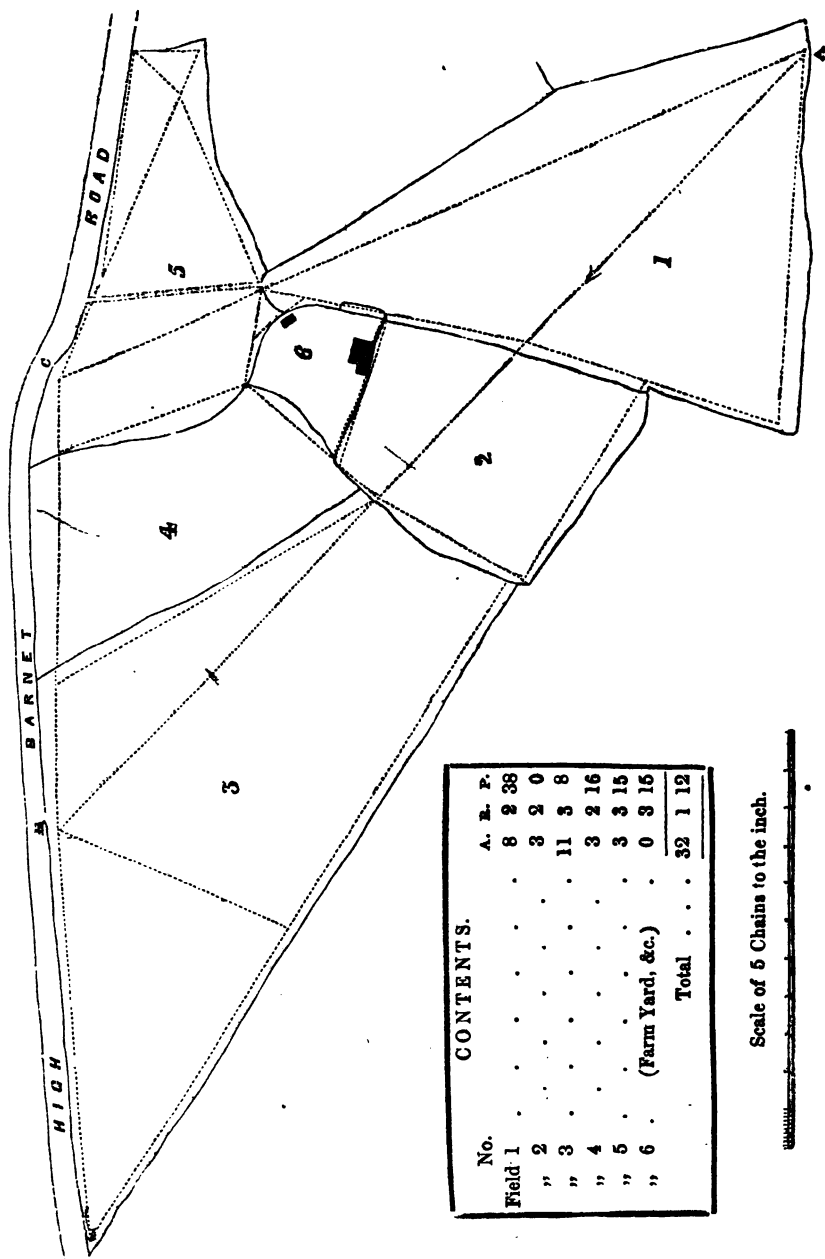 HIGH BARNET ROAD
M
C
A
1
2
3
4
5
6
CONTENTS.
No. A. R. P.
Field 1 . . . . . . . 8 2 38
„ 2 . . . . . . . 3 2 0
„ 3 . . . . . . . 11 3 8
„ 4 . . . . . . . 3 2 16
„ 5 . . . . . . . 3 3 15
„ 6 . (Farm Yard, &c.) . 0 3 15
Total . . . 32 1 12
Scale of 5 Chains to the inch.